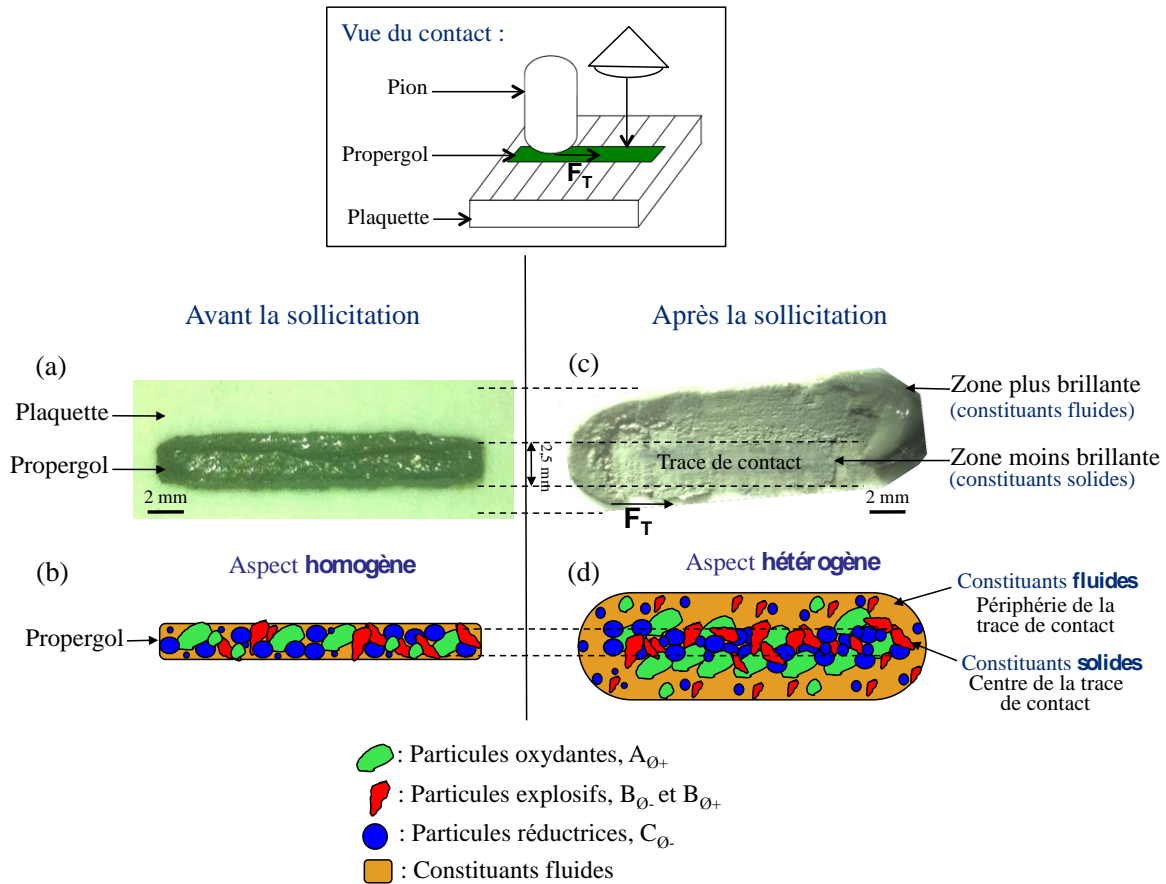 Vue du contact :
Pion
Propergol
F_T
Plaquette
Avant la sollicitation
Après la sollicitation
(a)
Plaquette
Propergol
2 mm
2,5 mm
(c)
Trace de contact
F_T
2 mm
Zone plus brillante
(constituants fluides)
Zone moins brillante
(constituants solides)
Aspect homogène
Aspect hétérogène
(b)
Propergol
(d)
Constituants fluides
Périphérie de la
trace de contact
Constituants solides
Centre de la trace
de contact
: Particules oxydantes, A_Ø+
: Particules explosifs, B_Ø- et B_Ø+
: Particules réductrices, C_Ø-
: Constituants fluides